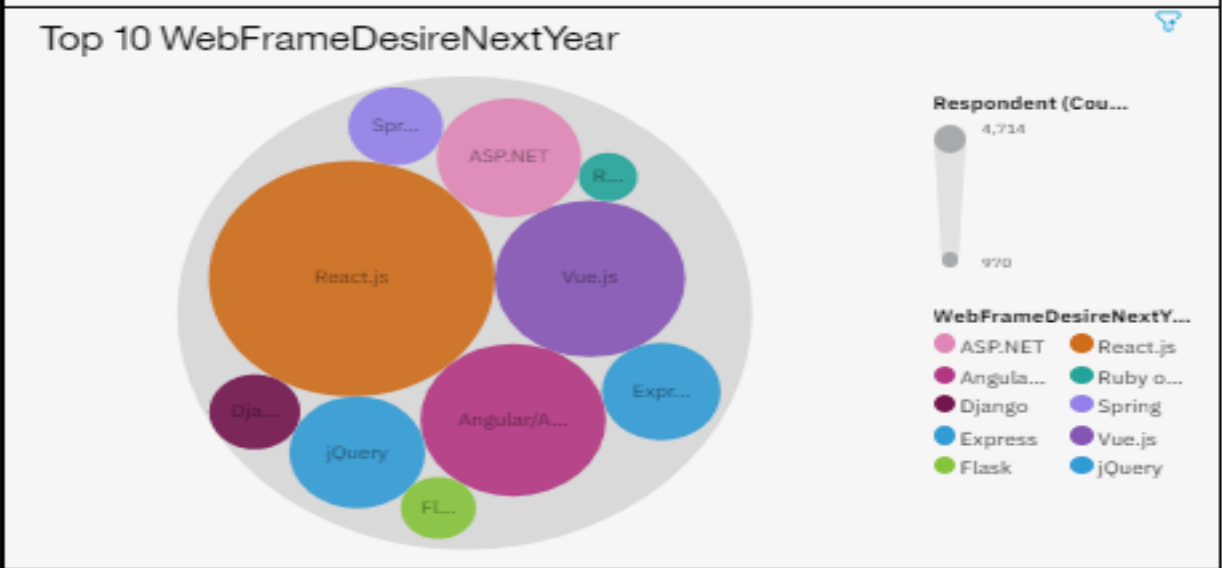 Top 10 WebFrameDesireNextYear
Spr...
ASP.NET
R...
React.js
Vue.js
Dja...
jQuery
Angular/A...
Expr...
Fl...
Respondent (Cou...
4,714
970
WebFrameDesireNextY...
ASP.NET React.js
Angula... Ruby o...
Django Spring
Express Vue.js
Flask jQuery